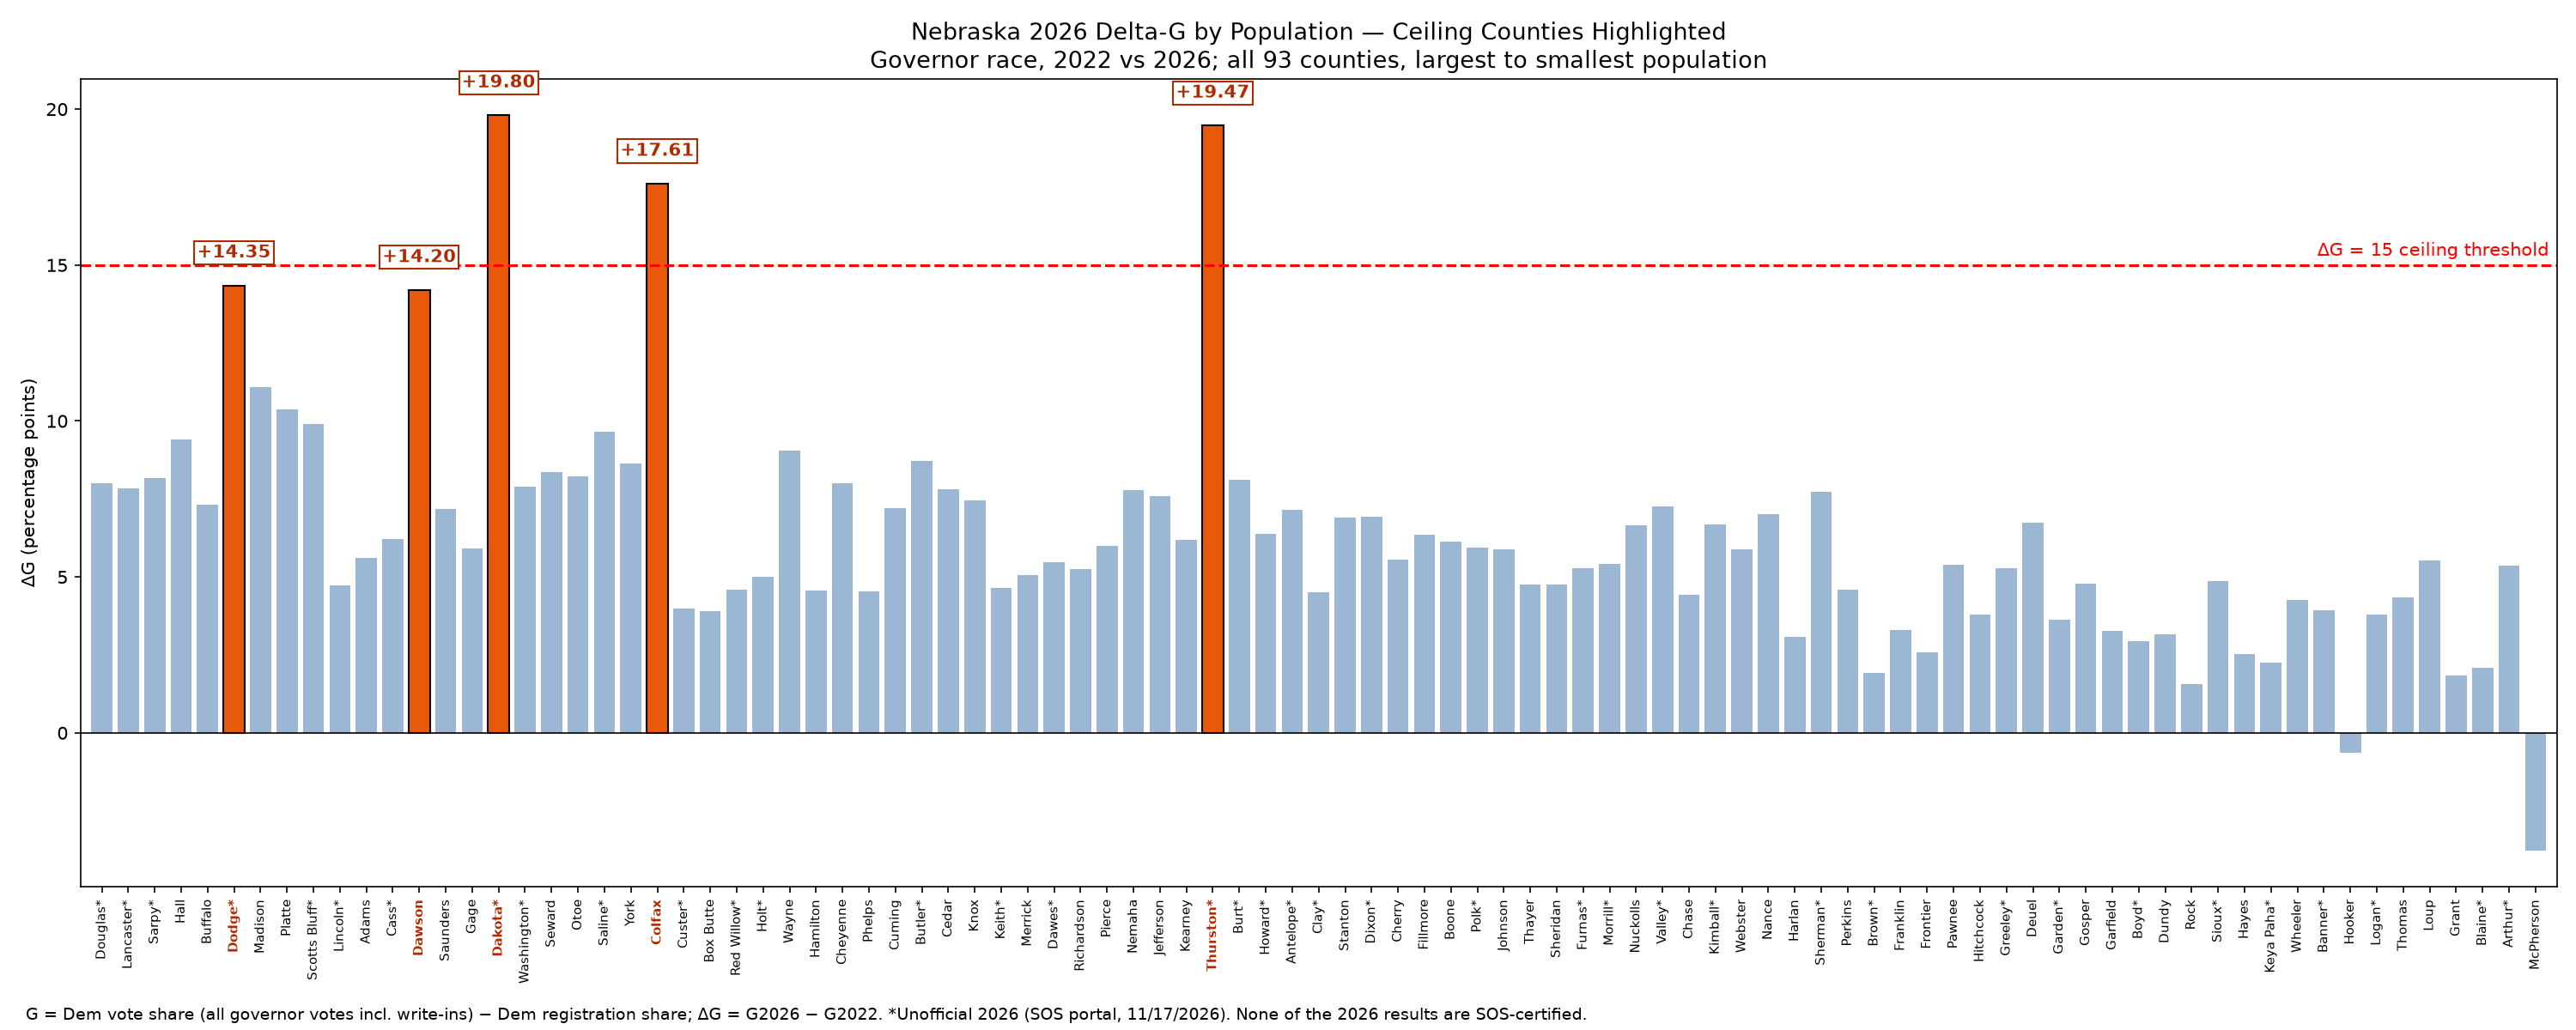 Nebraska 2026 Delta-G by Population — Ceiling Counties Highlighted
Governor race, 2022 vs 2026; all 93 counties, largest to smallest population
+19.80
+19.47
+17.61
+14.35
+14.20
ΔG = 15 ceiling threshold
ΔG (percentage points)
20
15
10
5
0
Douglas*
Lancaster*
Sarpy*
Hall
Buffalo
Dodge*
Madison
Platte
Scotts Bluff*
Lincoln*
Adams
Cass*
Dawson
Saunders
Gage
Dakota*
Washington*
Seward
Otoe
Saline*
York
Colfax
Custer*
Box Butte
Red Willow*
Holt*
Wayne
Hamilton
Cheyenne
Phelps
Cuming
Butler*
Cedar
Knox
Keith*
Merrick
Dawes*
Richardson
Pierce
Nemaha
Jefferson
Kearney
Thurston*
Burt*
Howard*
Antelope*
Clay*
Stanton
Dixon*
Cherry
Fillmore
Boone
Polk*
Johnson
Thayer
Sheridan
Furnas*
Morrill*
Nuckolls
Valley*
Chase
Kimball*
Webster
Nance
Harlan
Sherman*
Perkins
Brown*
Franklin
Frontier
Pawnee
Hitchcock
Greeley*
Deuel
Garden*
Gosper
Garfield
Boyd*
Dundy
Rock
Sioux*
Hayes
Keya Paha*
Wheeler
Banner*
Hooker
Logan*
Thomas
Loup
Grant
Blaine*
Arthur*
McPherson
G = Dem vote share (all governor votes incl. write-ins) − Dem registration share; ΔG = G2026 − G2022. *Unofficial 2026 (SOS portal, 11/17/2026). None of the 2026 results are SOS-certified.